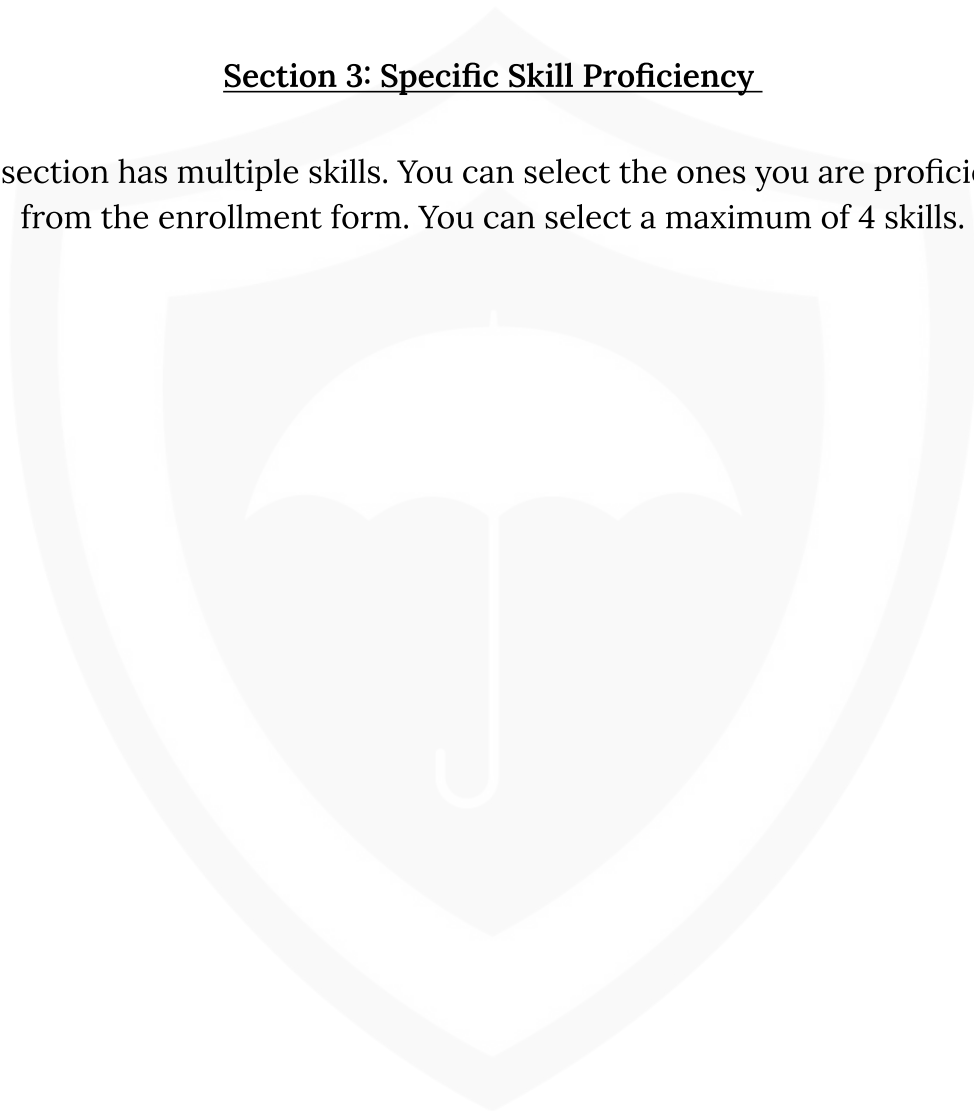 Section 3: Specific Skill Proficiency
section has multiple skills. You can select the ones you are
from the enrollment form. You can select a maximum of 4 skills.